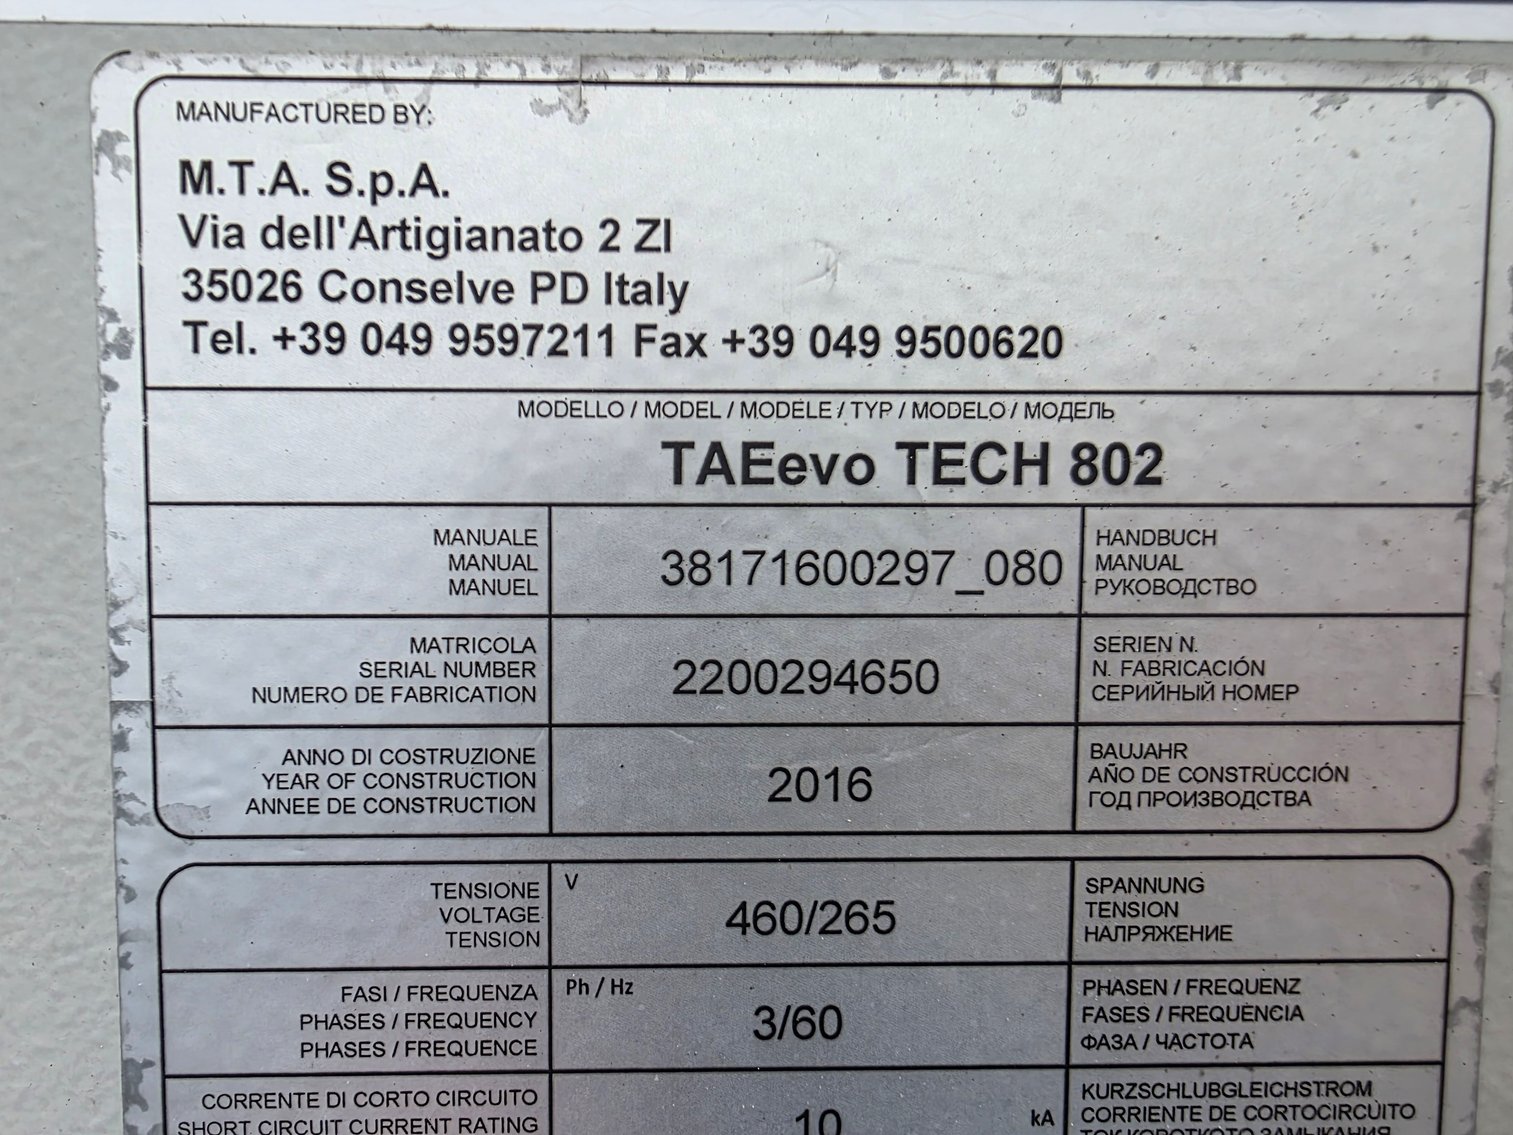 MANUFACTURED BY:
M.T.A. S.p.A.
Via dell'Artigianato 2 ZI
35026 Conselve PD Italy
Tel. +39 049 9597211 Fax +39 049 9500620
MODELLO / MODEL / MODELE / TYP / MODELO / МОДЕЛЬ
TAEevo TECH 802
MANUALE
MANUAL
MANUEL
38171600297_080
HANDBUCH
MANUAL
РУКОВОДСТВО
MATRICOLA
SERIAL NUMBER
NUMERO DE FABRICATION
2200294650
SERIEN N.
N. FABRICACIÓN
СЕРИЙНЫЙ НОМЕР
ANNO DI COSTRUZIONE
YEAR OF CONSTRUCTION
ANNEE DE CONSTRUCTION
2016
BAUJAHR
AÑO DE CONSTRUCCIÓN
ГОД ПРОИЗВОДСТВА
TENSIONE
VOLTAGE
TENSION
V
460/265
SPANNUNG
TENSION
НАПРЯЖЕНИЕ
FASI / FREQUENZA
PHASES / FREQUENCY
PHASES / FREQUENCE
Ph / Hz
3/60
PHASEN / FREQUENZ
FASES / FREQUENCIA
ФАЗА / ЧАСТОТА
CORRENTE DI CORTO CIRCUITO
SHORT CIRCUIT CURRENT RATING
10
kA
KURZSCHLUBGLEICHSTROM
CORRIENTE DE CORTOCIRCUITO
ТОК КОРОТКОГО ЗАМЫКАНИЯ